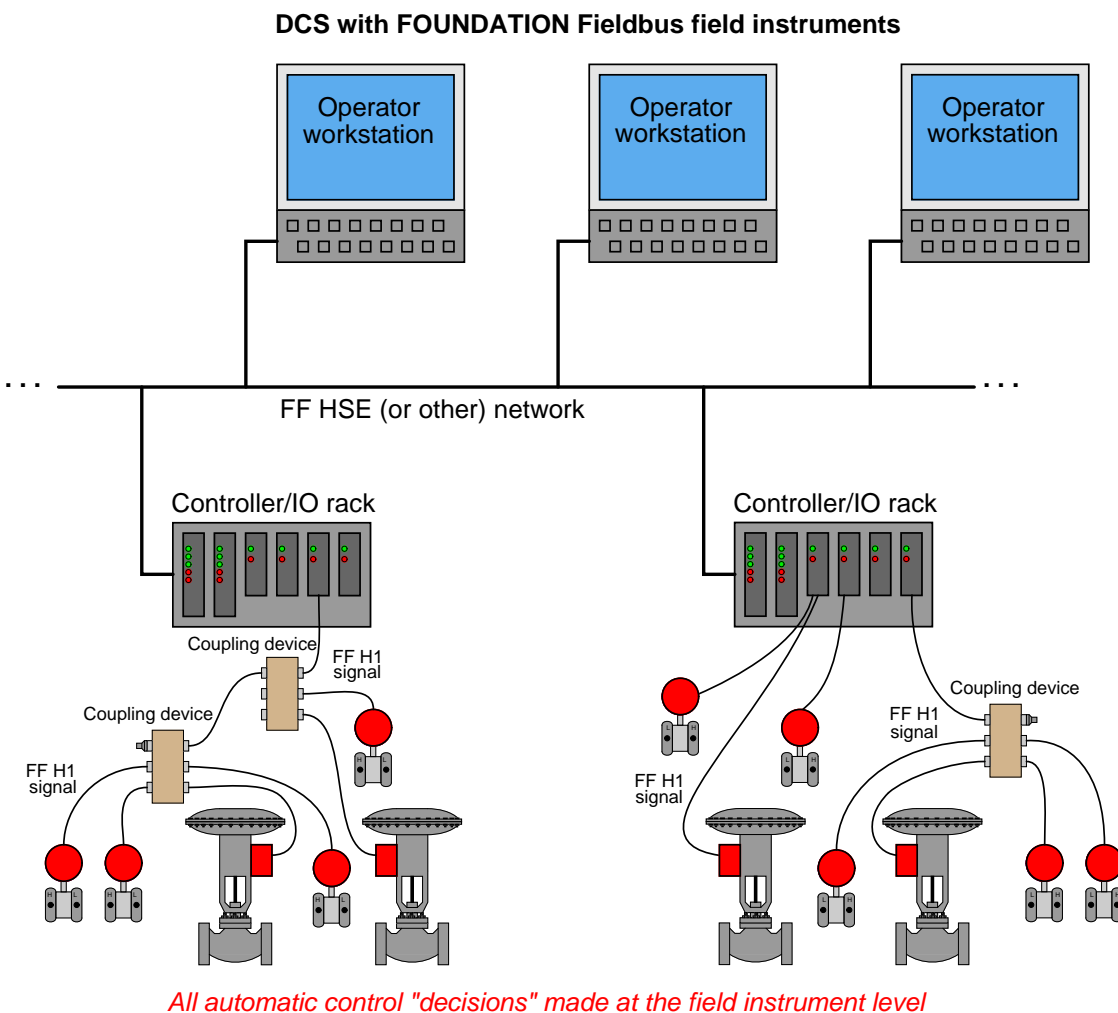 DCS with FOUNDATION Fieldbus field instruments
Operator
workstation
Operator
workstation
Operator
workstation
. . .
. . .
FF HSE (or other) network
Controller/IO rack
Controller/IO rack
Coupling device
FF H1
signal
Coupling device
FF H1
signal
Coupling device
FF H1
signal
FF H1
signal
H L
H L
H L
H L
L H
L H
L H
L H
L H
All automatic control "decisions" made at the field instrument level